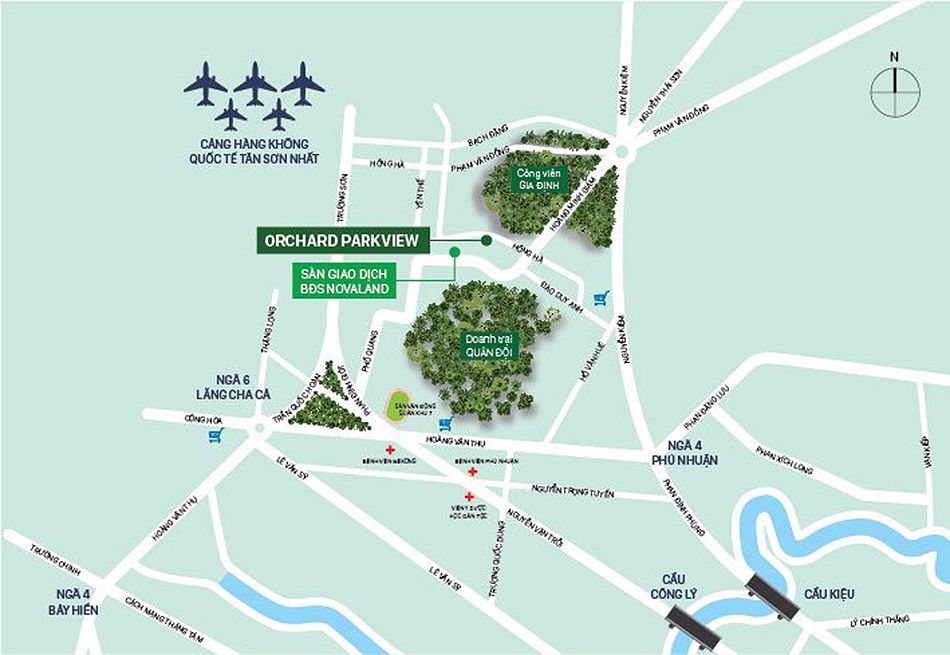 N
CẢNG HÀNG KHÔNG
QUỐC TẾ TÂN SƠN NHẤT
NGUYỄN KIỆM
NGUYỄN THÁI SƠN
PHẠM VĂN ĐỒNG
BẠCH ĐẰNG
PHẠM VĂN ĐỒNG
HỒNG HÀ
Công viên
GIA ĐỊNH
TRƯỜNG SƠN
YÊN THẾ
HOÀNG MINH GIÁM
ORCHARD PARKVIEW
HỒNG HÀ
SÀN GIAO DỊCH
BĐS NOVALAND
ĐÀO DUY ANH
THĂNG LONG
PHỔ QUANG
Doanh trại
QUÂN ĐỘI
HỒ VĂN HUÊ
NGUYỄN KIỆM
NGÃ 6
LĂNG CHA CẢ
TRẦN QUỐC HOÀN
PHAN ĐÌNH GIÓT
SÂN VẬN ĐỘNG
QUÂN KHU 7
PHAN ĐĂNG LƯU
CỘNG HÒA
HOÀNG VĂN THỤ
NGÃ 4
PHÚ NHUẬN
PHAN XÍCH LONG
VẠN KIẾP
LÊ VĂN SỸ
BỆNH VIỆN MÊKÔNG
BỆNH VIỆN PHÚ NHUẬN
NGUYỄN TRỌNG TUYỂN
HOÀNG VĂN THỤ
VIỆN Y DƯỢC
HỌC DÂN TỘC
NGUYỄN VĂN TRỖI
PHAN ĐÌNH PHÙNG
TRƯƠNG QUỐC DUNG
TRƯỜNG CHINH
LÊ VĂN SỸ
NGÃ 4
BẢY HIỀN
CÁCH MẠNG THÁNG TÁM
CẦU
CÔNG LÝ
CẦU KIỆU
LÝ CHÍNH THẮNG